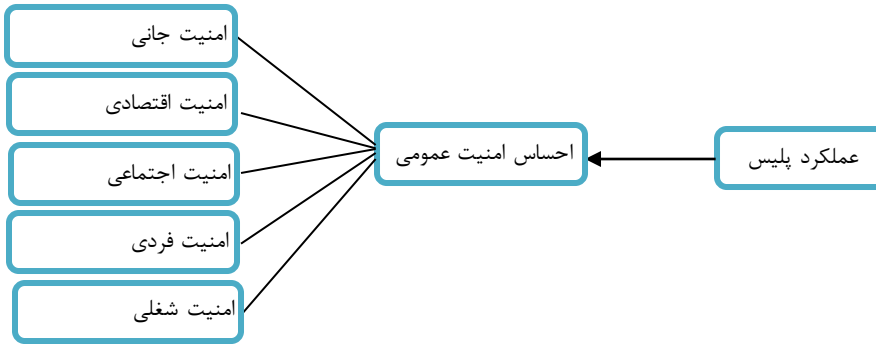 عملکرد پلیس
احساس امنیت عمومی
امنیت جانی
امنیت اقتصادی
امنیت اجتماعی
امنیت فردی
امنیت شغلی